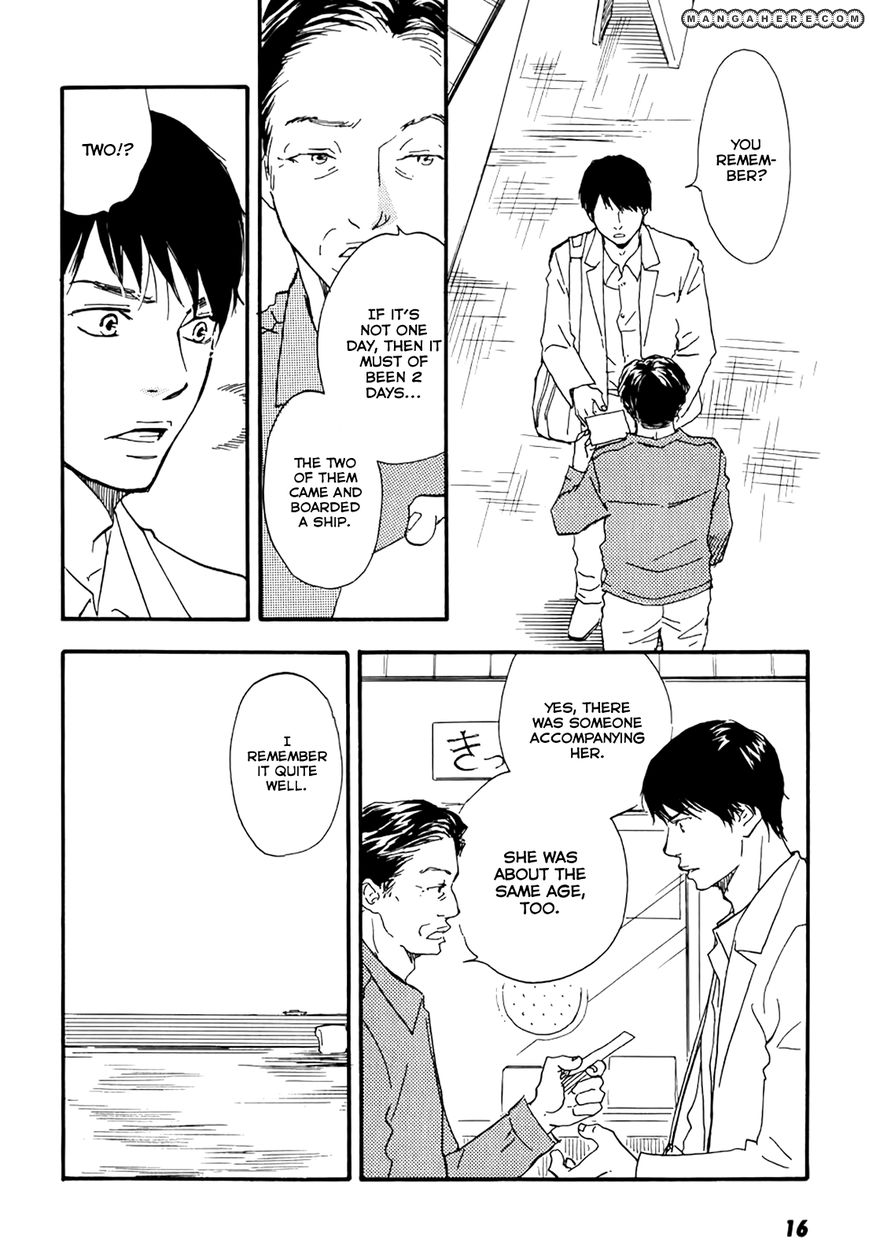 MANGAHERE.COM
YOU
REMEM-
BER?
IF IT'S
NOT ONE
DAY, THEN IT
MUST OF
BEEN 2
DAYS...
THE TWO
OF THEM
CAME AND
BOARDED
A SHIP.
TWO!?
YES, THERE
WAS SOMEONE
ACCOMPANYING
HER.
きっ
SHE WAS
ABOUT THE
SAME AGE,
TOO.
I
REMEMBER
IT QUITE
WELL.
16